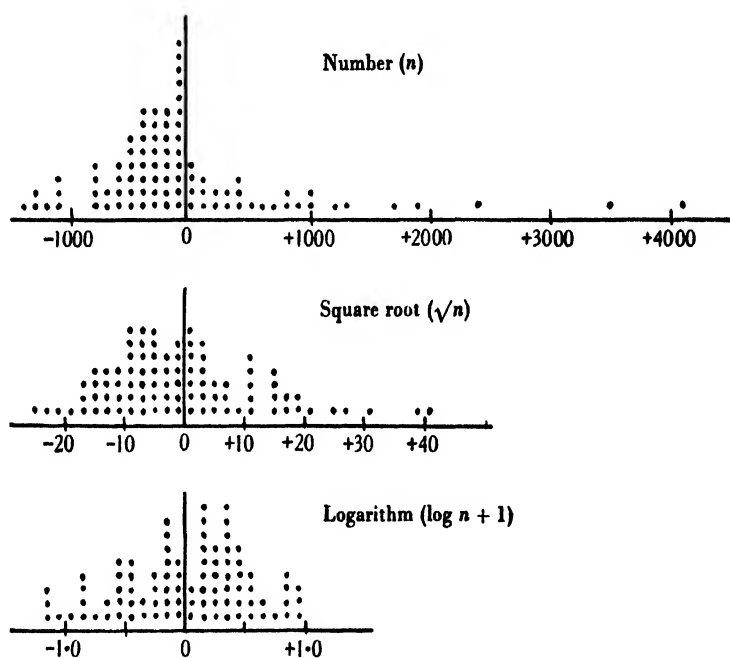 Number (n)
-1000 0 +1000 +2000 +3000 +4000
Square root (√n)
-20 -10 0 +10 +20 +30 +40
Logarithm (log n + 1)
-1·0 0 +1·0